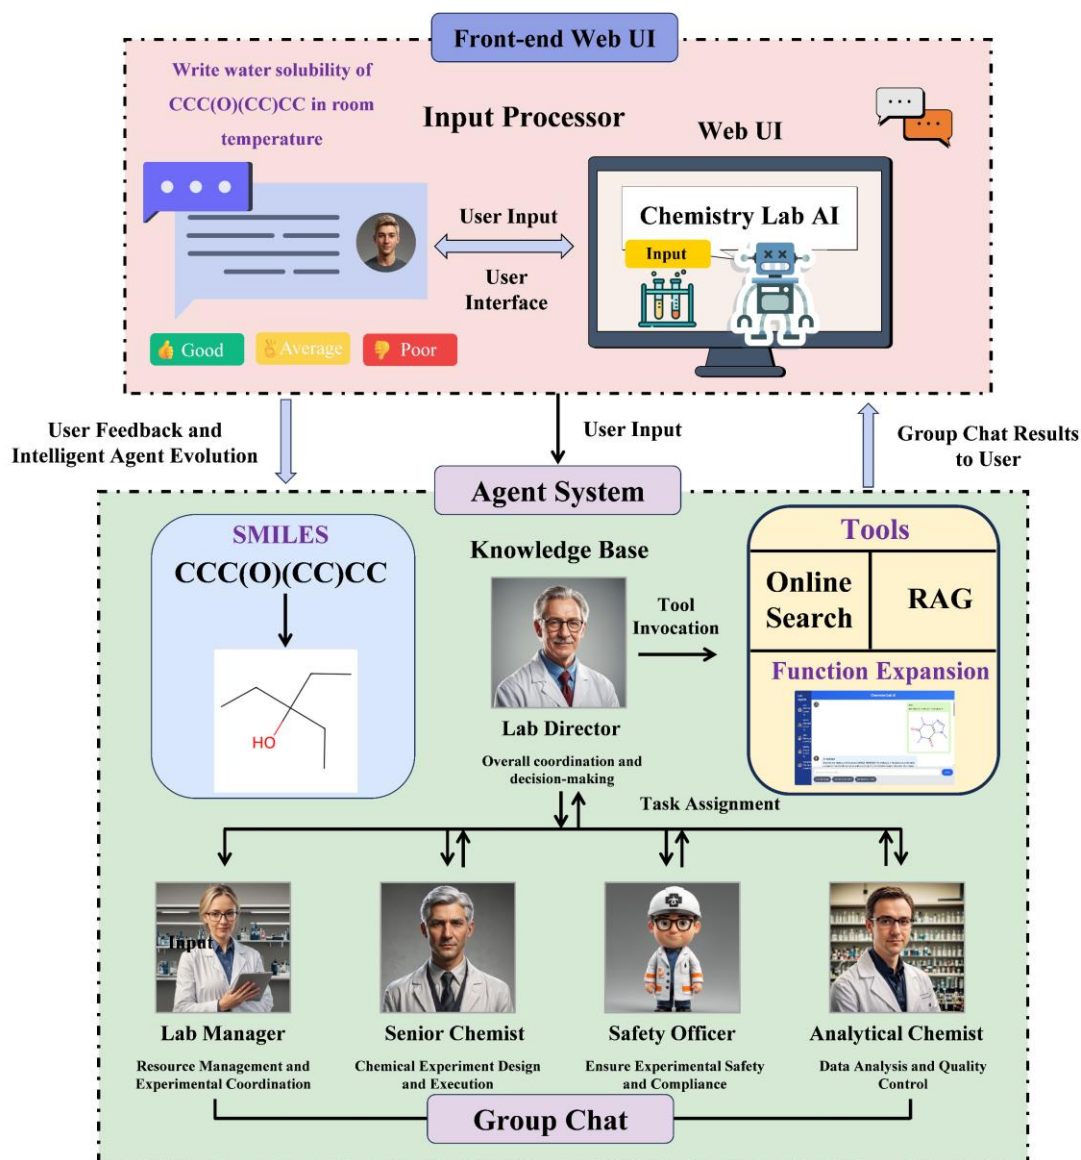 Front-end Web UI
Write water solubility of
CCC(O)(CC)CC in room
temperature
Input Processor
Web UI
User Input
User
Interface
Chemistry Lab AI
Input
Good
Average
Poor
User Feedback and
Intelligent Agent Evolution
User Input
Group Chat Results
to User
Agent System
SMILES
CCC(O)(CC)CC
HO
Knowledge Base
Lab Director
Overall coordination and
decision-making
Tool
Invocation
Tools
Online
Search
RAG
Function Expansion
Chemistry Lab AI
Task Assignment
Input
Lab Manager
Resource Management and
Experimental Coordination
Senior Chemist
Chemical Experiment Design
and Execution
Safety Officer
Ensure Experimental Safety
and Compliance
Analytical Chemist
Data Analysis and Quality
Control
Group Chat